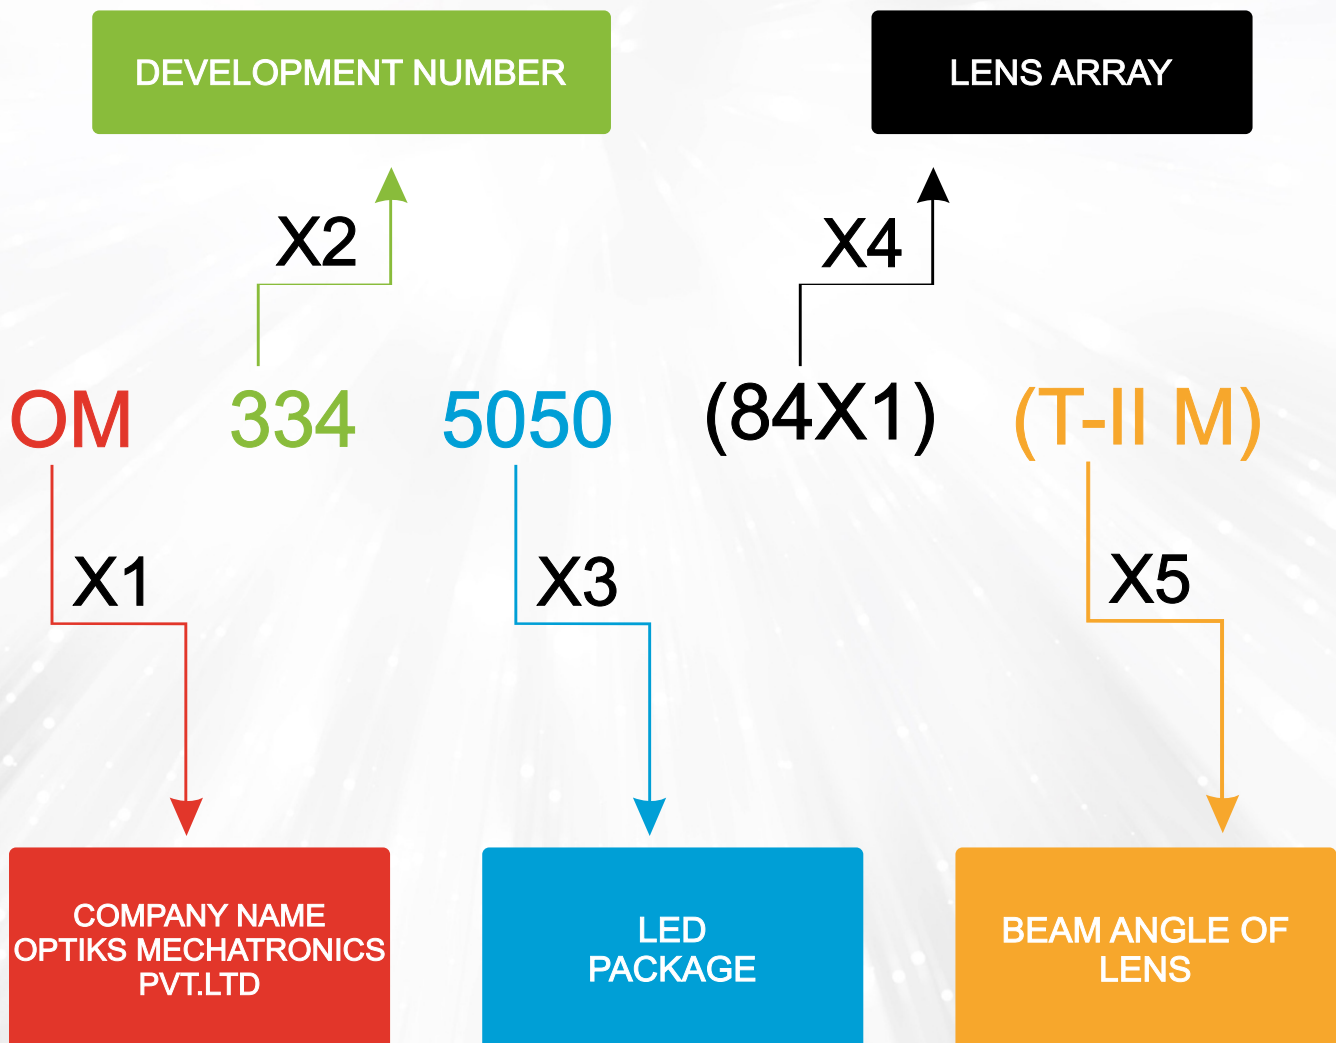 DEVELOPMENT NUMBER
LENS ARRAY
X2
X4
OM 334 5050 (84X1) (T-II M)
X1
X3
X5
COMPANY NAME
OPTIKS MECHATRONICS
PVT.LTD
LED
PACKAGE
BEAM ANGLE OF
LENS